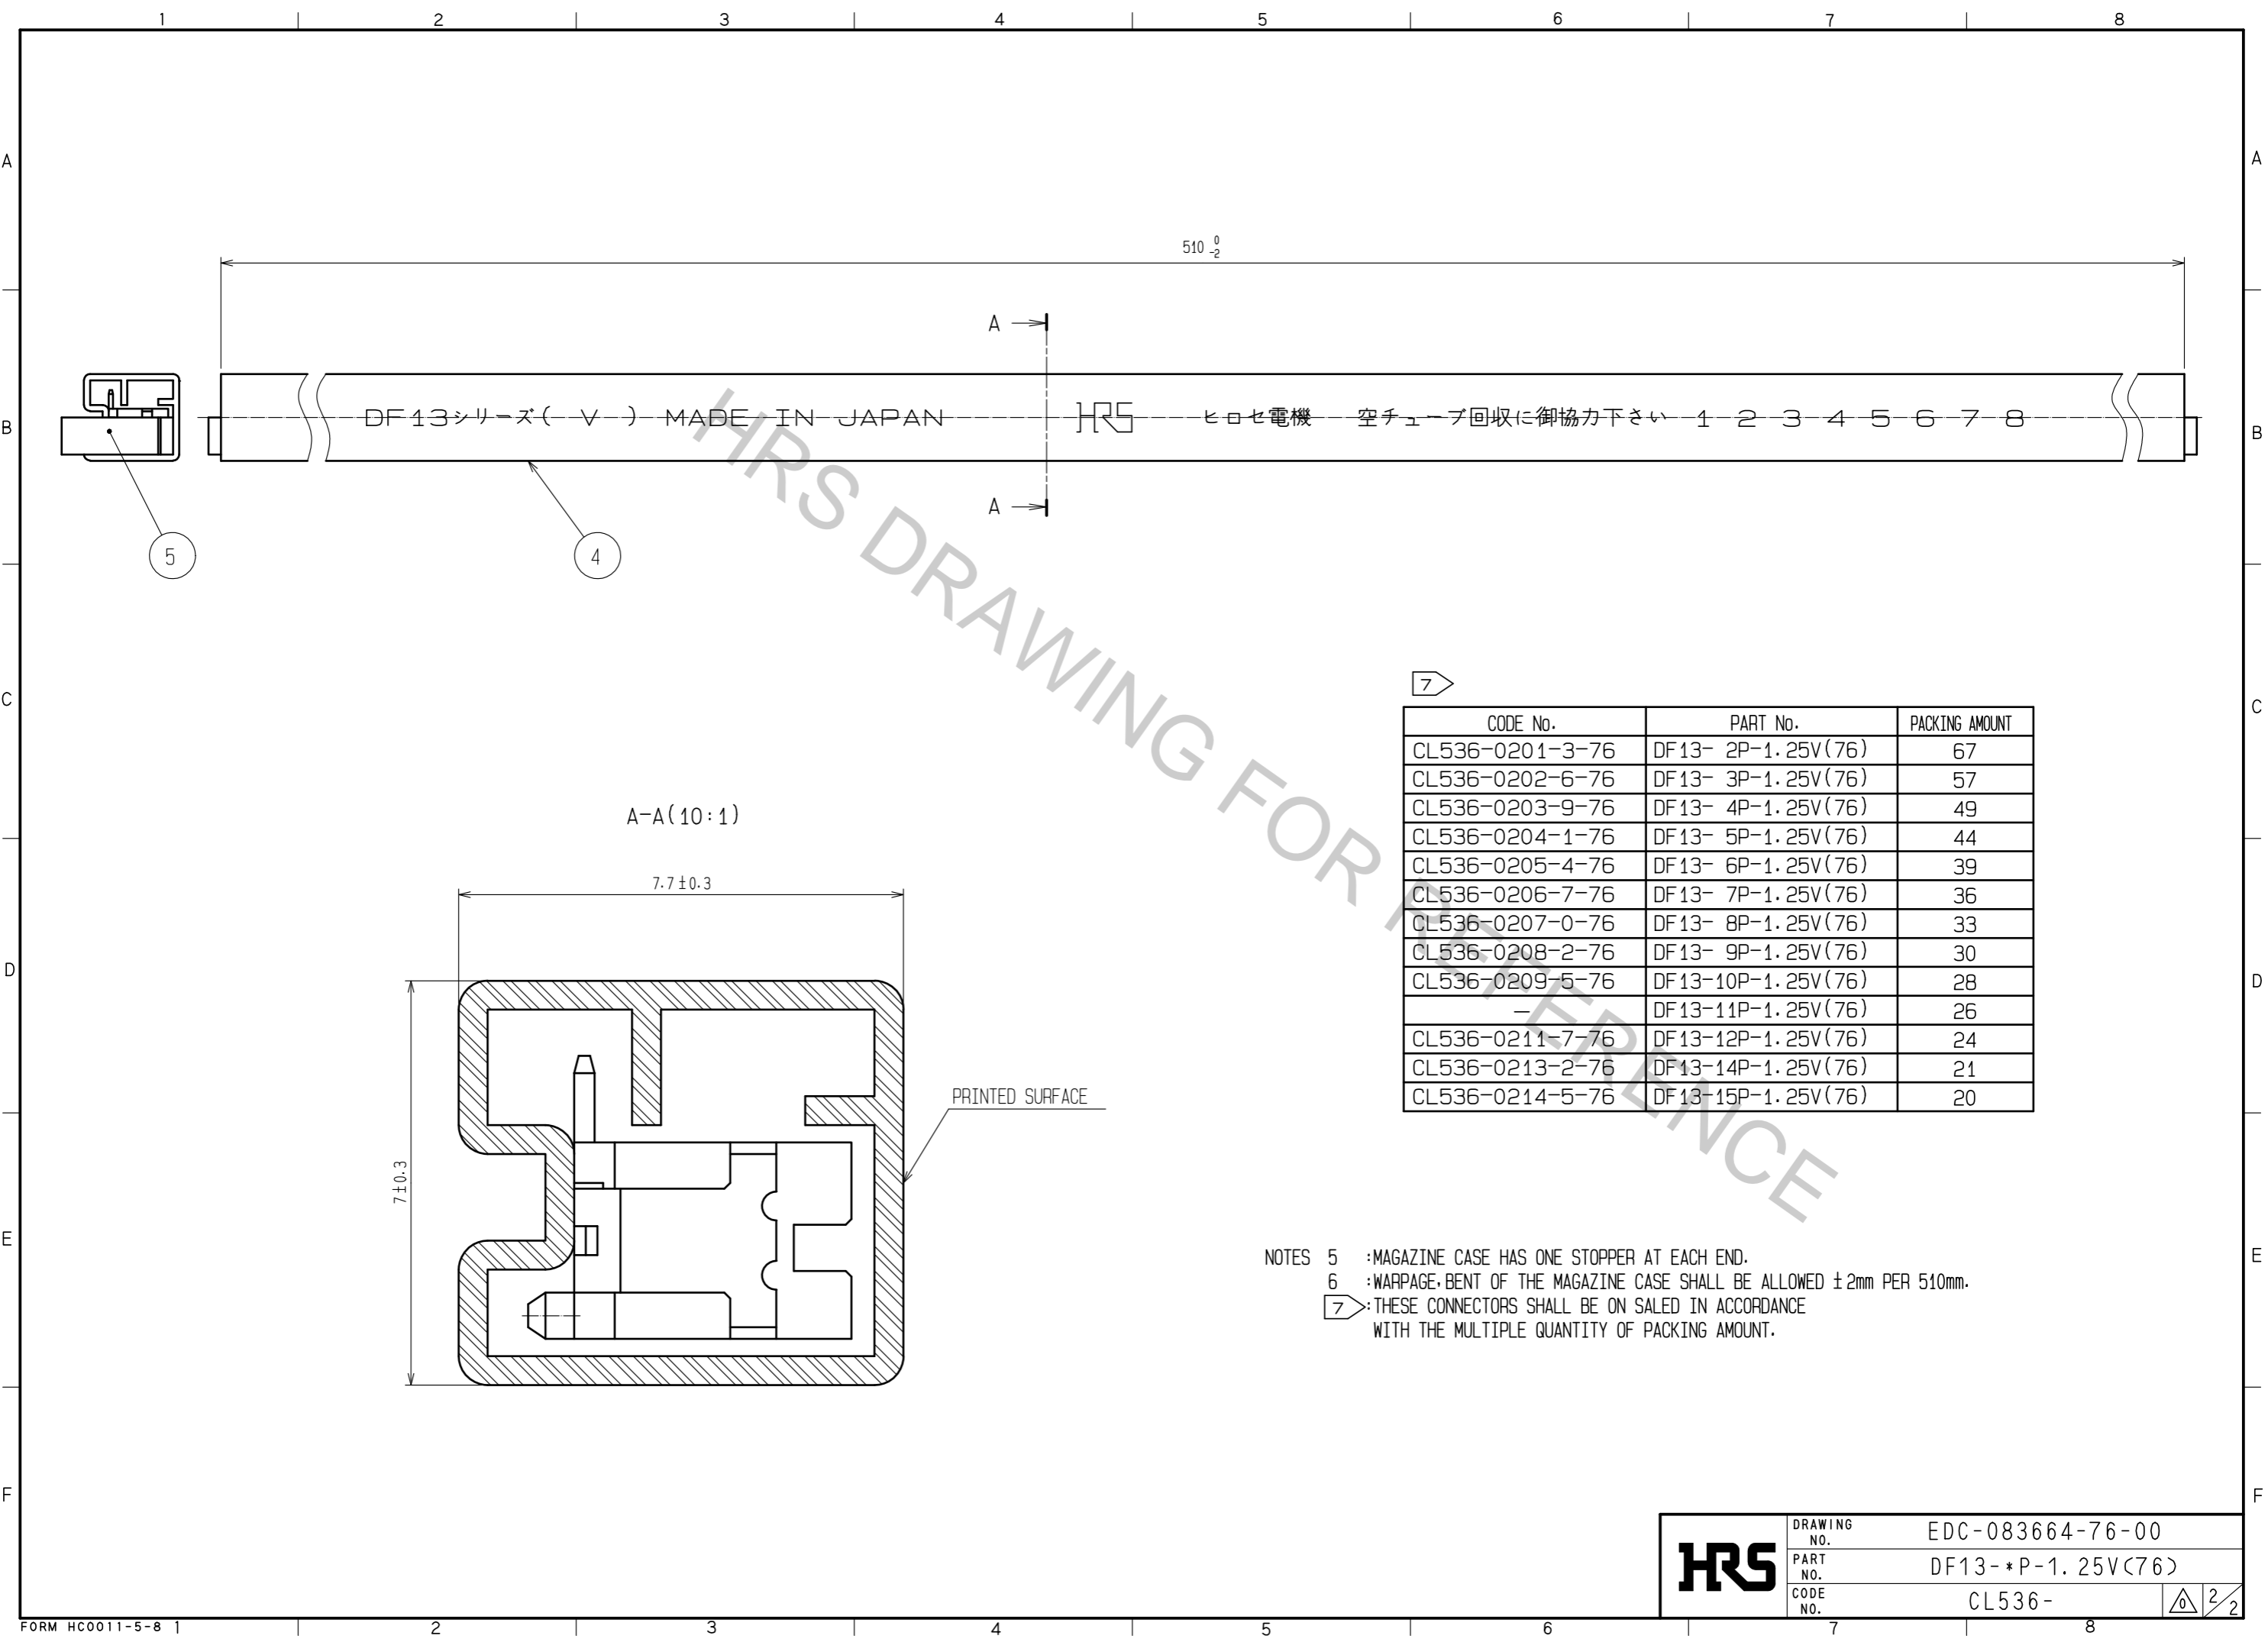 1 2 3 4 5 6 7 8
A A
510 0 -2
A
DF13シリーズ( V ) MADE IN JAPAN HRS ヒロセ電機 空チューブ回収に御協力下さい 1 2 3 4 5 6 7 8
B B
A
5 4
HRS DRAWING FOR REFERENCE
C C
7
CODE No. PART No. PACKING AMOUNT
CL536-0201-3-76 DF13- 2P-1.25V(76) 67
CL536-0202-6-76 DF13- 3P-1.25V(76) 57
CL536-0203-9-76 DF13- 4P-1.25V(76) 49
CL536-0204-1-76 DF13- 5P-1.25V(76) 44
CL536-0205-4-76 DF13- 6P-1.25V(76) 39
CL536-0206-7-76 DF13- 7P-1.25V(76) 36
CL536-0207-0-76 DF13- 8P-1.25V(76) 33
CL536-0208-2-76 DF13- 9P-1.25V(76) 30
CL536-0209-5-76 DF13-10P-1.25V(76) 28
— DF13-11P-1.25V(76) 26
CL536-0211-7-76 DF13-12P-1.25V(76) 24
CL536-0213-2-76 DF13-14P-1.25V(76) 21
CL536-0214-5-76 DF13-15P-1.25V(76) 20
A-A(10:1)
7.7±0.3
D D
PRINTED SURFACE
7±0.3
E E
NOTES 5 :MAGAZINE CASE HAS ONE STOPPER AT EACH END.
6 :WARPAGE,BENT OF THE MAGAZINE CASE SHALL BE ALLOWED ±2mm PER 510mm.
7 :THESE CONNECTORS SHALL BE ON SALED IN ACCORDANCE
WITH THE MULTIPLE QUANTITY OF PACKING AMOUNT.
F F
HRS
DRAWING NO. EDC-083664-76-00
PART NO. DF13-*P-1.25V(76)
CODE NO. CL536- 0 2/2
FORM HC0011-5-8 1 2 3 4 5 6 7 8